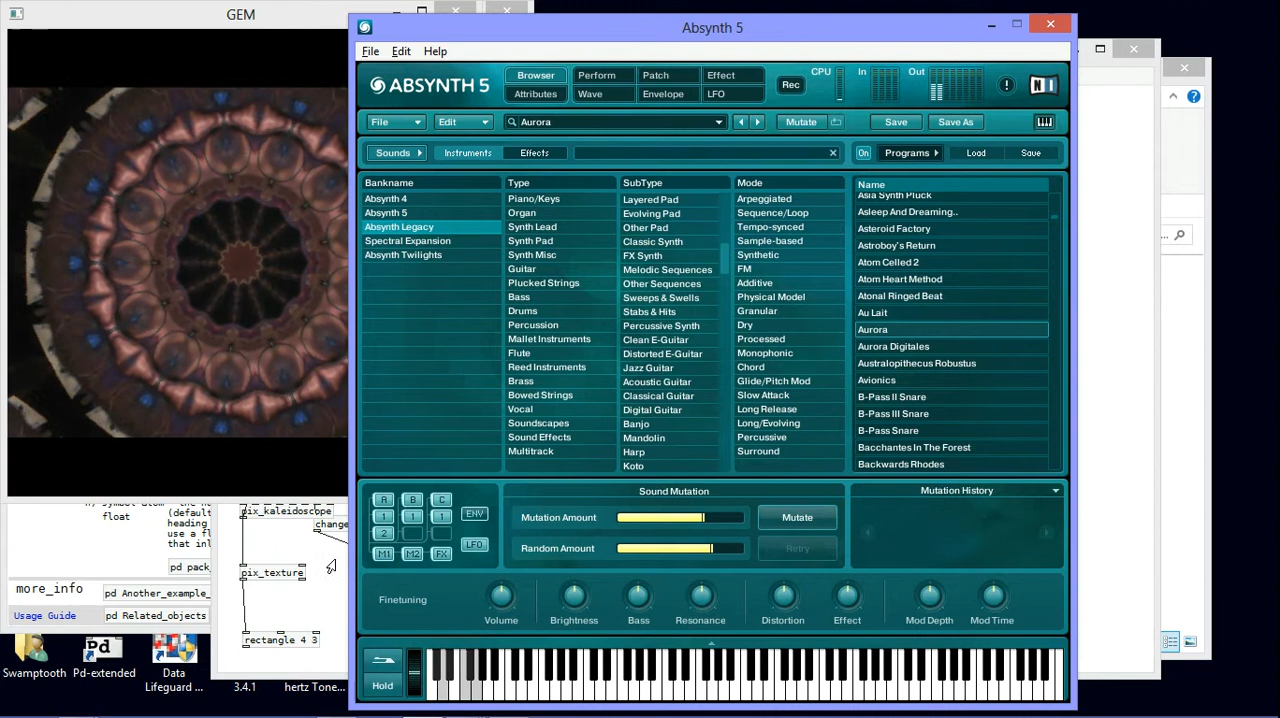 GEM
Absynth 5
File Edit Help
ABSYNTH 5
Browser Perform Patch Effect
Attributes Wave Envelope LFO
Rec
CPU In Out
NI
File Edit Aurora Mutate Save Save As
Sounds Instruments Effects On Programs Load Save
Bankname
Absynth 4
Absynth 5
Absynth Legacy
Spectral Expansion
Absynth Twilights
Type
Piano/Keys
Organ
Synth Lead
Synth Pad
Synth Misc
Guitar
Plucked Strings
Bass
Drums
Percussion
Mallet Instruments
Flute
Reed Instruments
Brass
Bowed Strings
Vocal
Soundscapes
Sound Effects
Multitrack
SubType
Layered Pad
Evolving Pad
Other Pad
Classic Synth
FX Synth
Melodic Sequences
Other Sequences
Sweeps & Swells
Stabs & Hits
Percussive Synth
Clean E-Guitar
Distorted E-Guitar
Jazz Guitar
Acoustic Guitar
Classical Guitar
Digital Guitar
Banjo
Mandolin
Harp
Koto
Mode
Arpeggiated
Sequence/Loop
Tempo-synced
Sample-based
Synthetic
FM
Additive
Physical Model
Granular
Dry
Processed
Monophonic
Chord
Glide/Pitch Mod
Slow Attack
Long Release
Long/Evolving
Percussive
Surround
Name
Asia Synth Pluck
Asleep And Dreaming..
Asteroid Factory
Astroboy's Return
Atom Celled 2
Atom Heart Method
Atonal Ringed Beat
Au Lait
Aurora
Aurora Digitales
Australopithecus Robustus
Avionics
B-Pass II Snare
B-Pass III Snare
B-Pass Snare
Bacchantes In The Forest
Backwards Rhodes
A B C
1 1 1
2
M1 M2 FX
ENV
LFO
Sound Mutation
Mutation Amount Mutate
Random Amount Retry
Mutation History
Finetuning
Volume Brightness Bass Resonance Distortion Effect Mod Depth Mod Time
Hold
float
heading
use a fl
that inl
pd pack_
more_info pd Another_example_
Usage Guide pd Related_objects
pix_kaleidoscope
change
pix_texture
rectangle 4 3
Swamptooth
Pd-extended
Data
Lifeguard ...
3.4.1
hertz Tone...